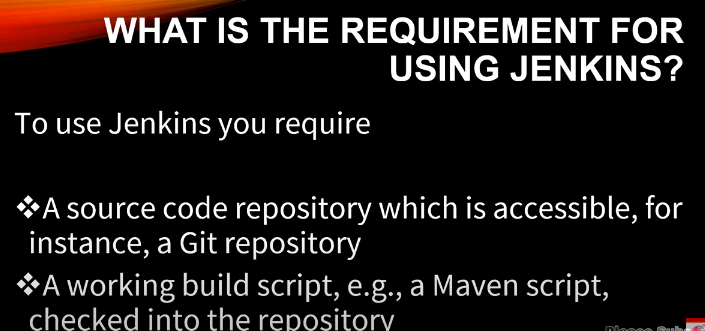 WHAT IS THE REQUIREMENT FOR
USING JENKINS?
To use Jenkins you require
❖A source code repository which is accessible, for
instance, a Git repository
❖A working build script, e.g., a Maven script,
checked into the repository